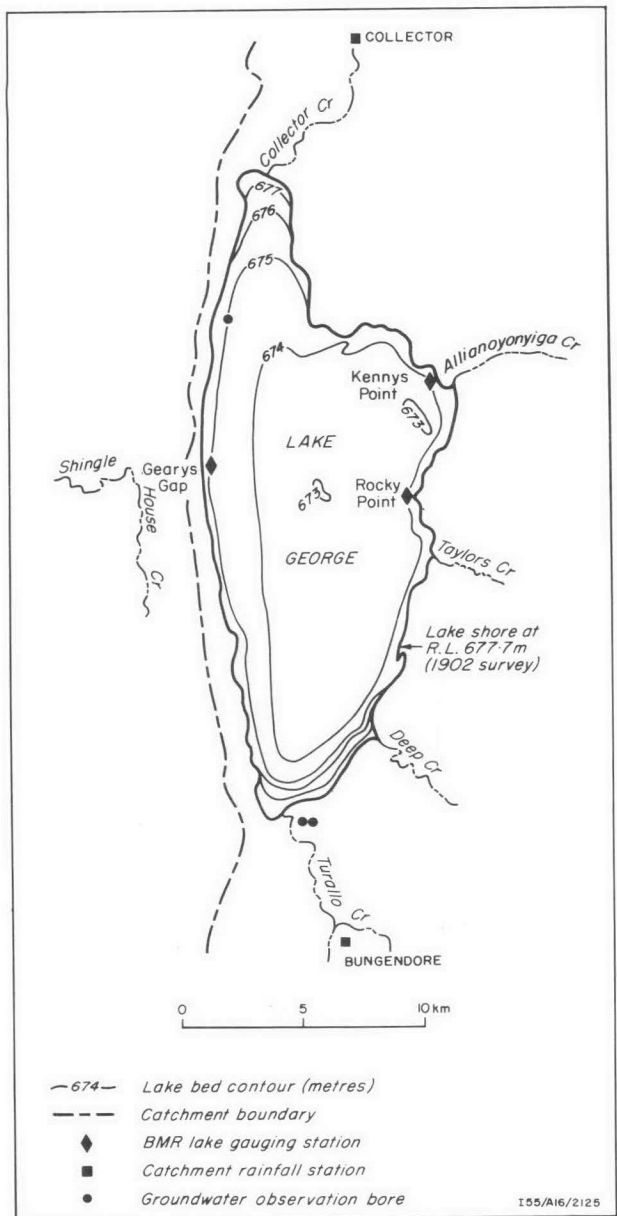 COLLECTOR
Collector Cr
677
676
675
674
Allianoyonyiga Cr
Kennys
Point
673
LAKE
Shingle
House
Cr
Gearys
Gap
673
Rocky
Point
GEORGE
Taylors Cr
Lake shore at
R.L. 677·7m
(1902 survey)
Deep Cr
Turallo
Cr
BUNGENDORE
0 5 10 km
674 Lake bed contour (metres)
Catchment boundary
BMR lake gauging station
Catchment rainfall station
Groundwater observation bore
I55/A16/2125